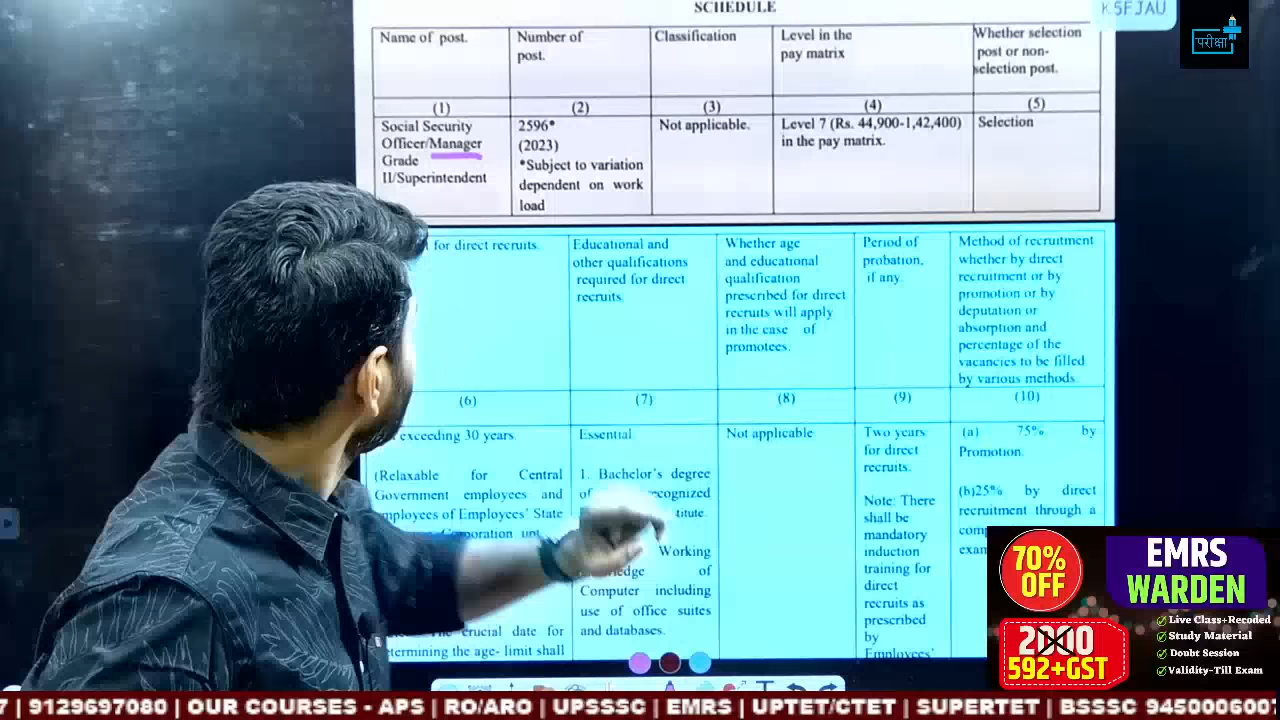 SCHEDULE
K5FJAU
परीक्षा
Name of post.
Number of
post.
Classification
Level in the
pay matrix
Whether selection
post or non-
selection post.
(1)
(2)
(3)
(4)
(5)
Social Security
Officer/Manager
Grade
II/Superintendent
2596*
(2023)
*Subject to variation
dependent on work
load
Not applicable.
Level 7 (Rs. 44,900-1,42,400)
in the pay matrix.
Selection
for direct recruits.
Educational and
other qualifications
required for direct
recruits.
Whether age
and educational
qualification
prescribed for direct
recruits will apply
in the case of
promotees.
Period of
probation,
if any.
Method of recruitment
whether by direct
recruitment or by
promotion or by
deputation or
absorption and
percentage of the
vacancies to be filled
by various methods.
(6)
(7)
(8)
(9)
(10)
exceeding 30 years.
(Relaxable for Central
Government employees and
employees of Employees' State
Corporation
crucial date for
age- limit shall
Essential
1. Bachelor's degree
of
Working
of
Computer including
use of office suites
and databases.
Not applicable
Two years
for direct
recruits.
Note: There
shall be
mandatory
induction
training for
direct
recruits as
prescribed
by
Employees'
(a) 75% by
Promotion.
(b)25% by direct
recruitment through a
70%
OFF
EMRS
WARDEN
2000
592+GST
Live Class+Recoded
Study Material
Doubt Session
Validity-Till Exam
7 | 9129697080 | OUR COURSES - APS | RO/ARO | UPSSSC | EMRS | UPTET/CTET | SUPERTET | BSSSC 9450006007